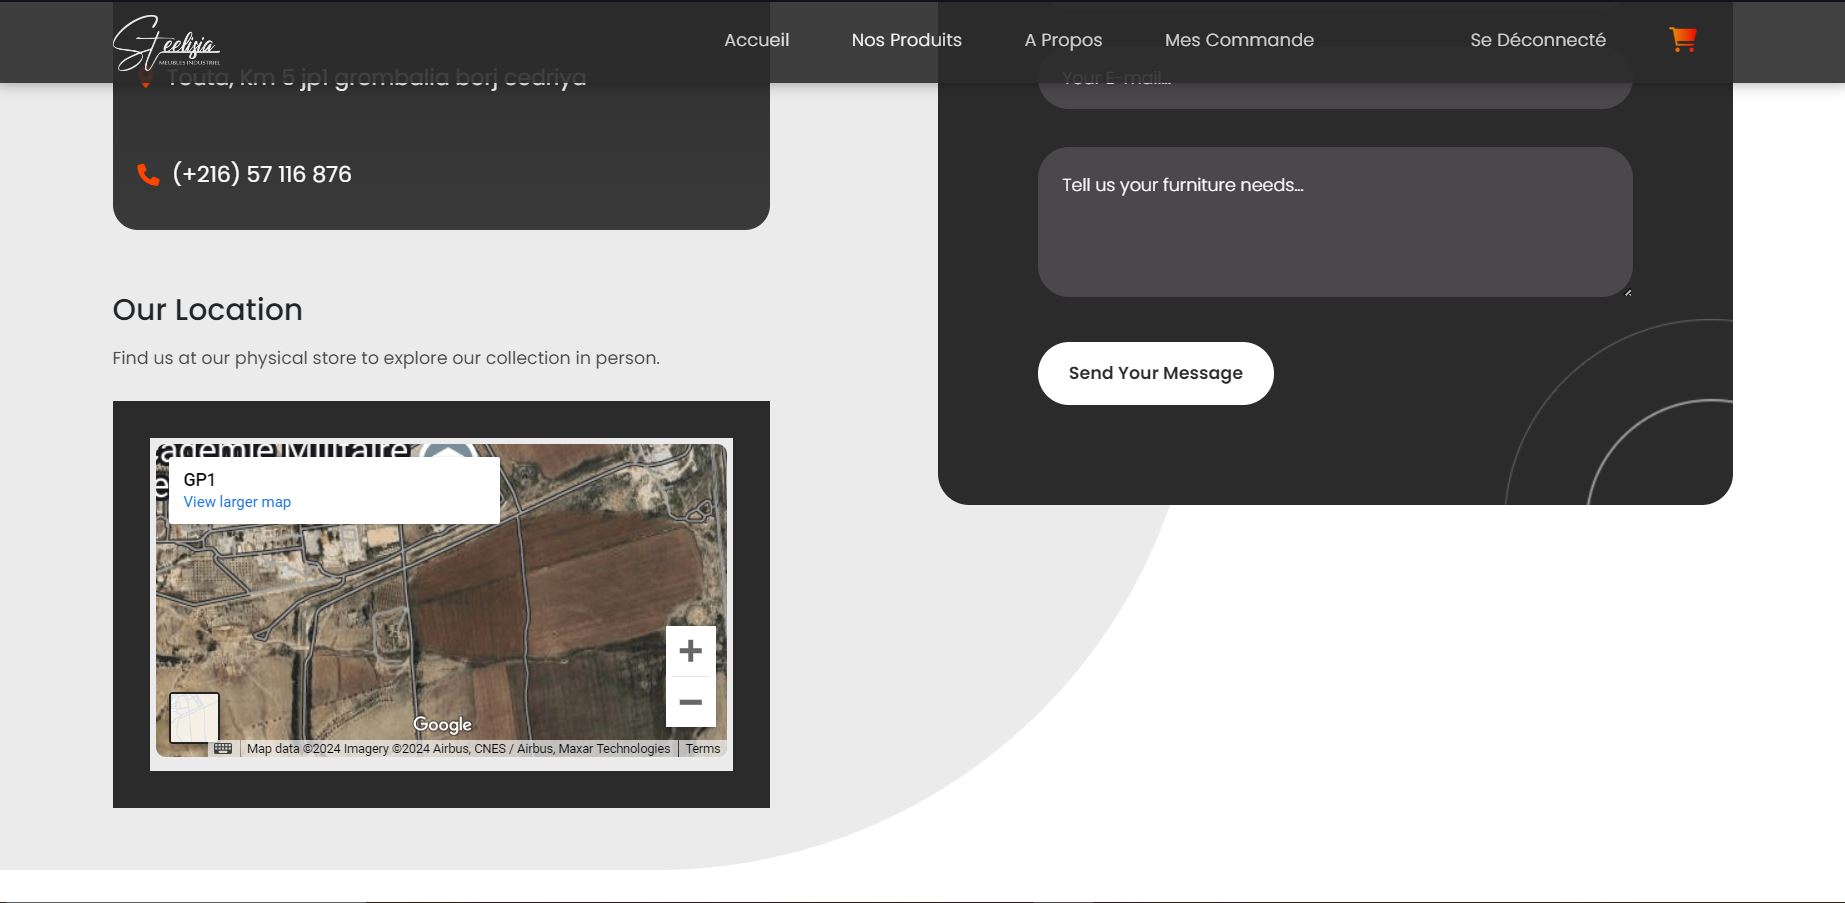 Steelisia
MEUBLES INDUSTRIEL
Accueil
Nos Produits
A Propos
Mes Commande
Se Déconnecté
Touta, Km 5 jp1 grombalia borj cedriya
(+216) 57 116 876
Your E-mail...
Tell us your furniture needs...
Send Your Message
Our Location
Find us at our physical store to explore our collection in person.
GP1
View larger map
Google
Map data ©2024 Imagery ©2024 Airbus, CNES / Airbus, Maxar Technologies
Terms